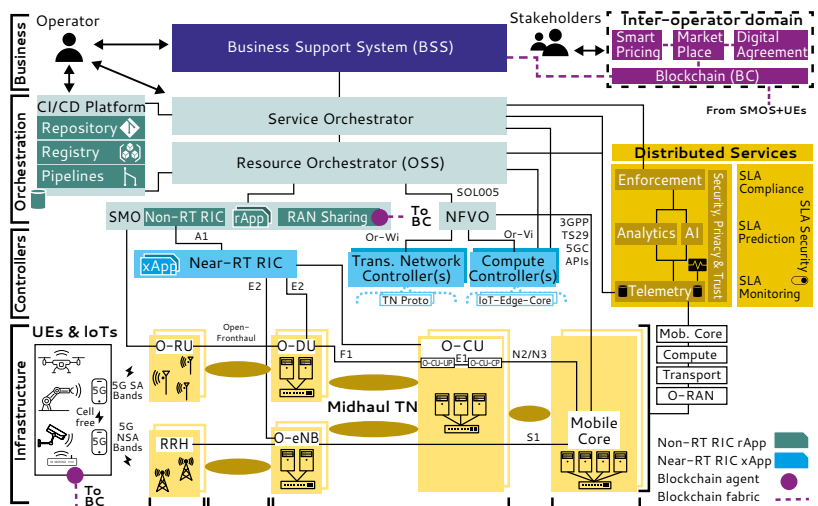 Business
Operator
Business Support System (BSS)
Stakeholders
Inter-operator domain
Smart
Pricing
Market
Place
Digital
Agreement
Blockchain (BC)
From SMOS+UEs
Orchestration
CI/CD Platform
Repository
Registry
Pipelines
Service Orchestrator
Resource Orchestrator (OSS)
SOL005
SMO
Non-RT RIC
rApp
RAN Sharing
To
BC
NFVO
3GPP
TS29
5GC
APIs
Distributed Services
Enforcement
Analytics
AI
Telemetry
Security, Privacy & Trust
SLA
Compliance
SLA
Prediction
SLA
Monitoring
SLA Security
Controllers
A1
Or-Wi
Or-Vi
xApp
Near-RT RIC
Trans. Network
Controller(s)
TN Proto
Compute
Controller(s)
IoT-Edge-Core
E2
E2
Infrastructure
UEs & IoTs
5G
5G
Cell
free
5G SA
Bands
5G
NSA
Bands
To
BC
O-RU
Open-
Fronthaul
O-DU
F1
O-CU
O-CU-UP
E1
O-CU-CP
N2/N3
Midhaul TN
RRH
O-eNB
S1
Mobile
Core
Mob. Core
Compute
Transport
O-RAN
Non-RT RIC rApp
Near-RT RIC xApp
Blockchain agent
Blockchain fabric